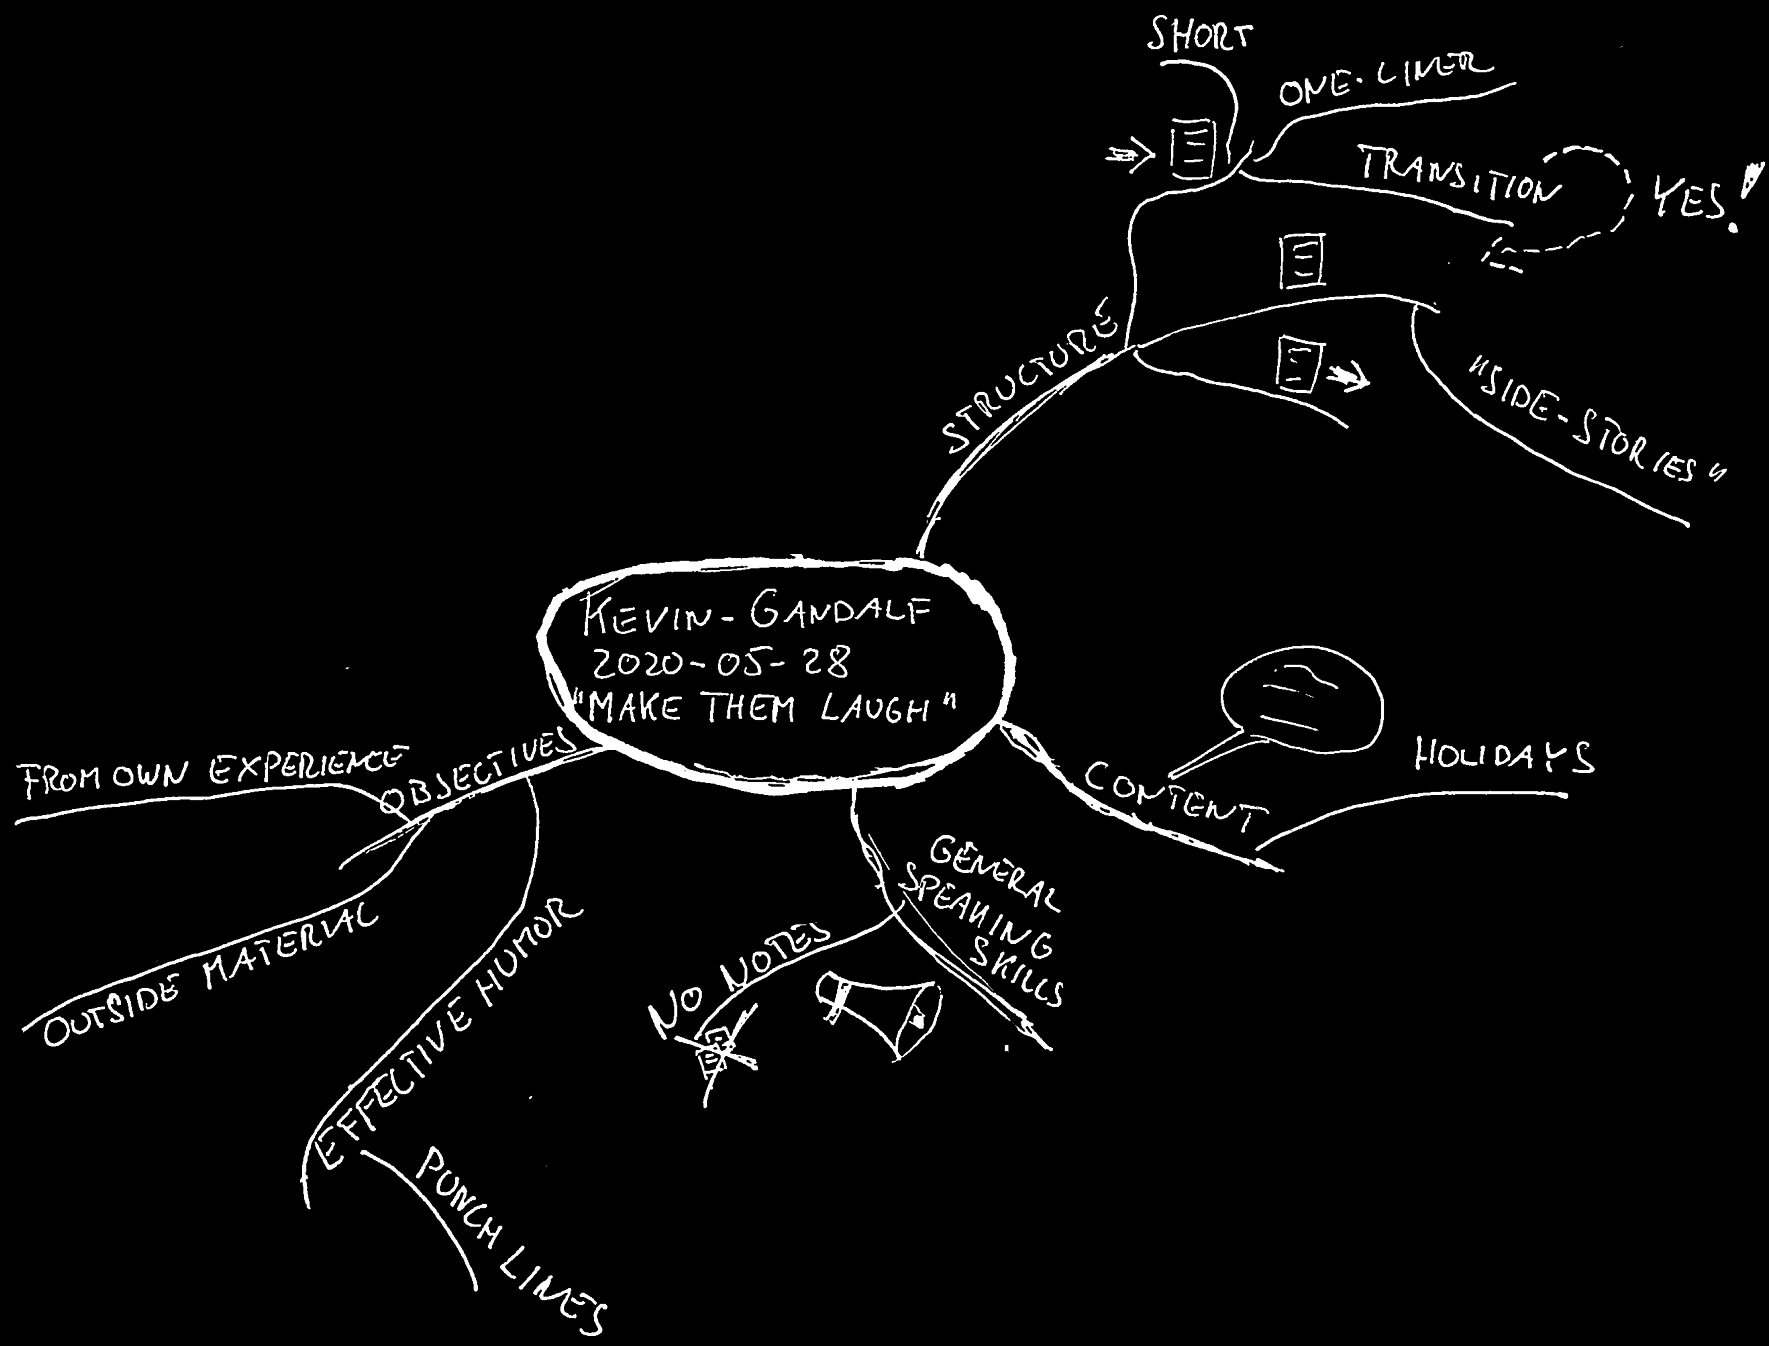 SHORT
ONE-LINER
TRANSITION
YES!
STRUCTURE
"SIDE-STORIES"
KEVIN-GANDALF
2020-05-28
"MAKE THEM LAUGH"
CONTENT
HOLIDAYS
GENERAL
SPEAKING
SKILLS
NO NOTES
OBJECTIVES
FROM OWN EXPERIENCE
OUTSIDE MATERIAL
EFFECTIVE HUMOR
PUNCH LINES